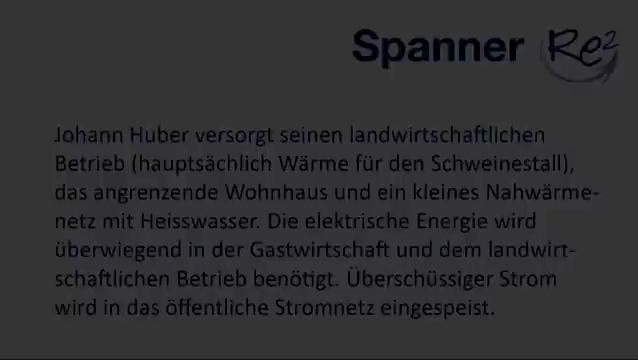 Spanner Re²
Johann Huber versorgt seinen landwirtschaftlichen
Betrieb (hauptsächlich Wärme für den Schweinestall),
das angrenzende Wohnhaus und ein kleines Nahwärme-
netz mit Heisswasser. Die elektrische Energie wird
überwiegend in der Gastwirtschaft und dem landwirt-
schaftlichen Betrieb benötigt. Überschüssiger Strom
wird in das öffentliche Stromnetz eingespeist.